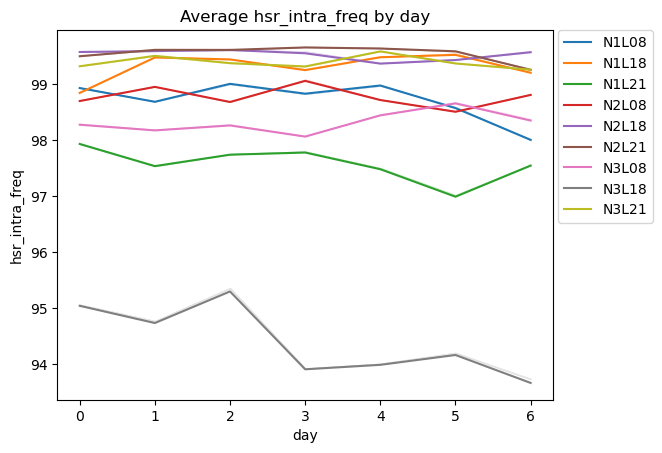 Average hsr_intra_freq by day
hsr_intra_freq
99
98
97
96
95
94
0 1 2 3 4 5 6
day
N1L08
N1L18
N1L21
N2L08
N2L18
N2L21
N3L08
N3L18
N3L21